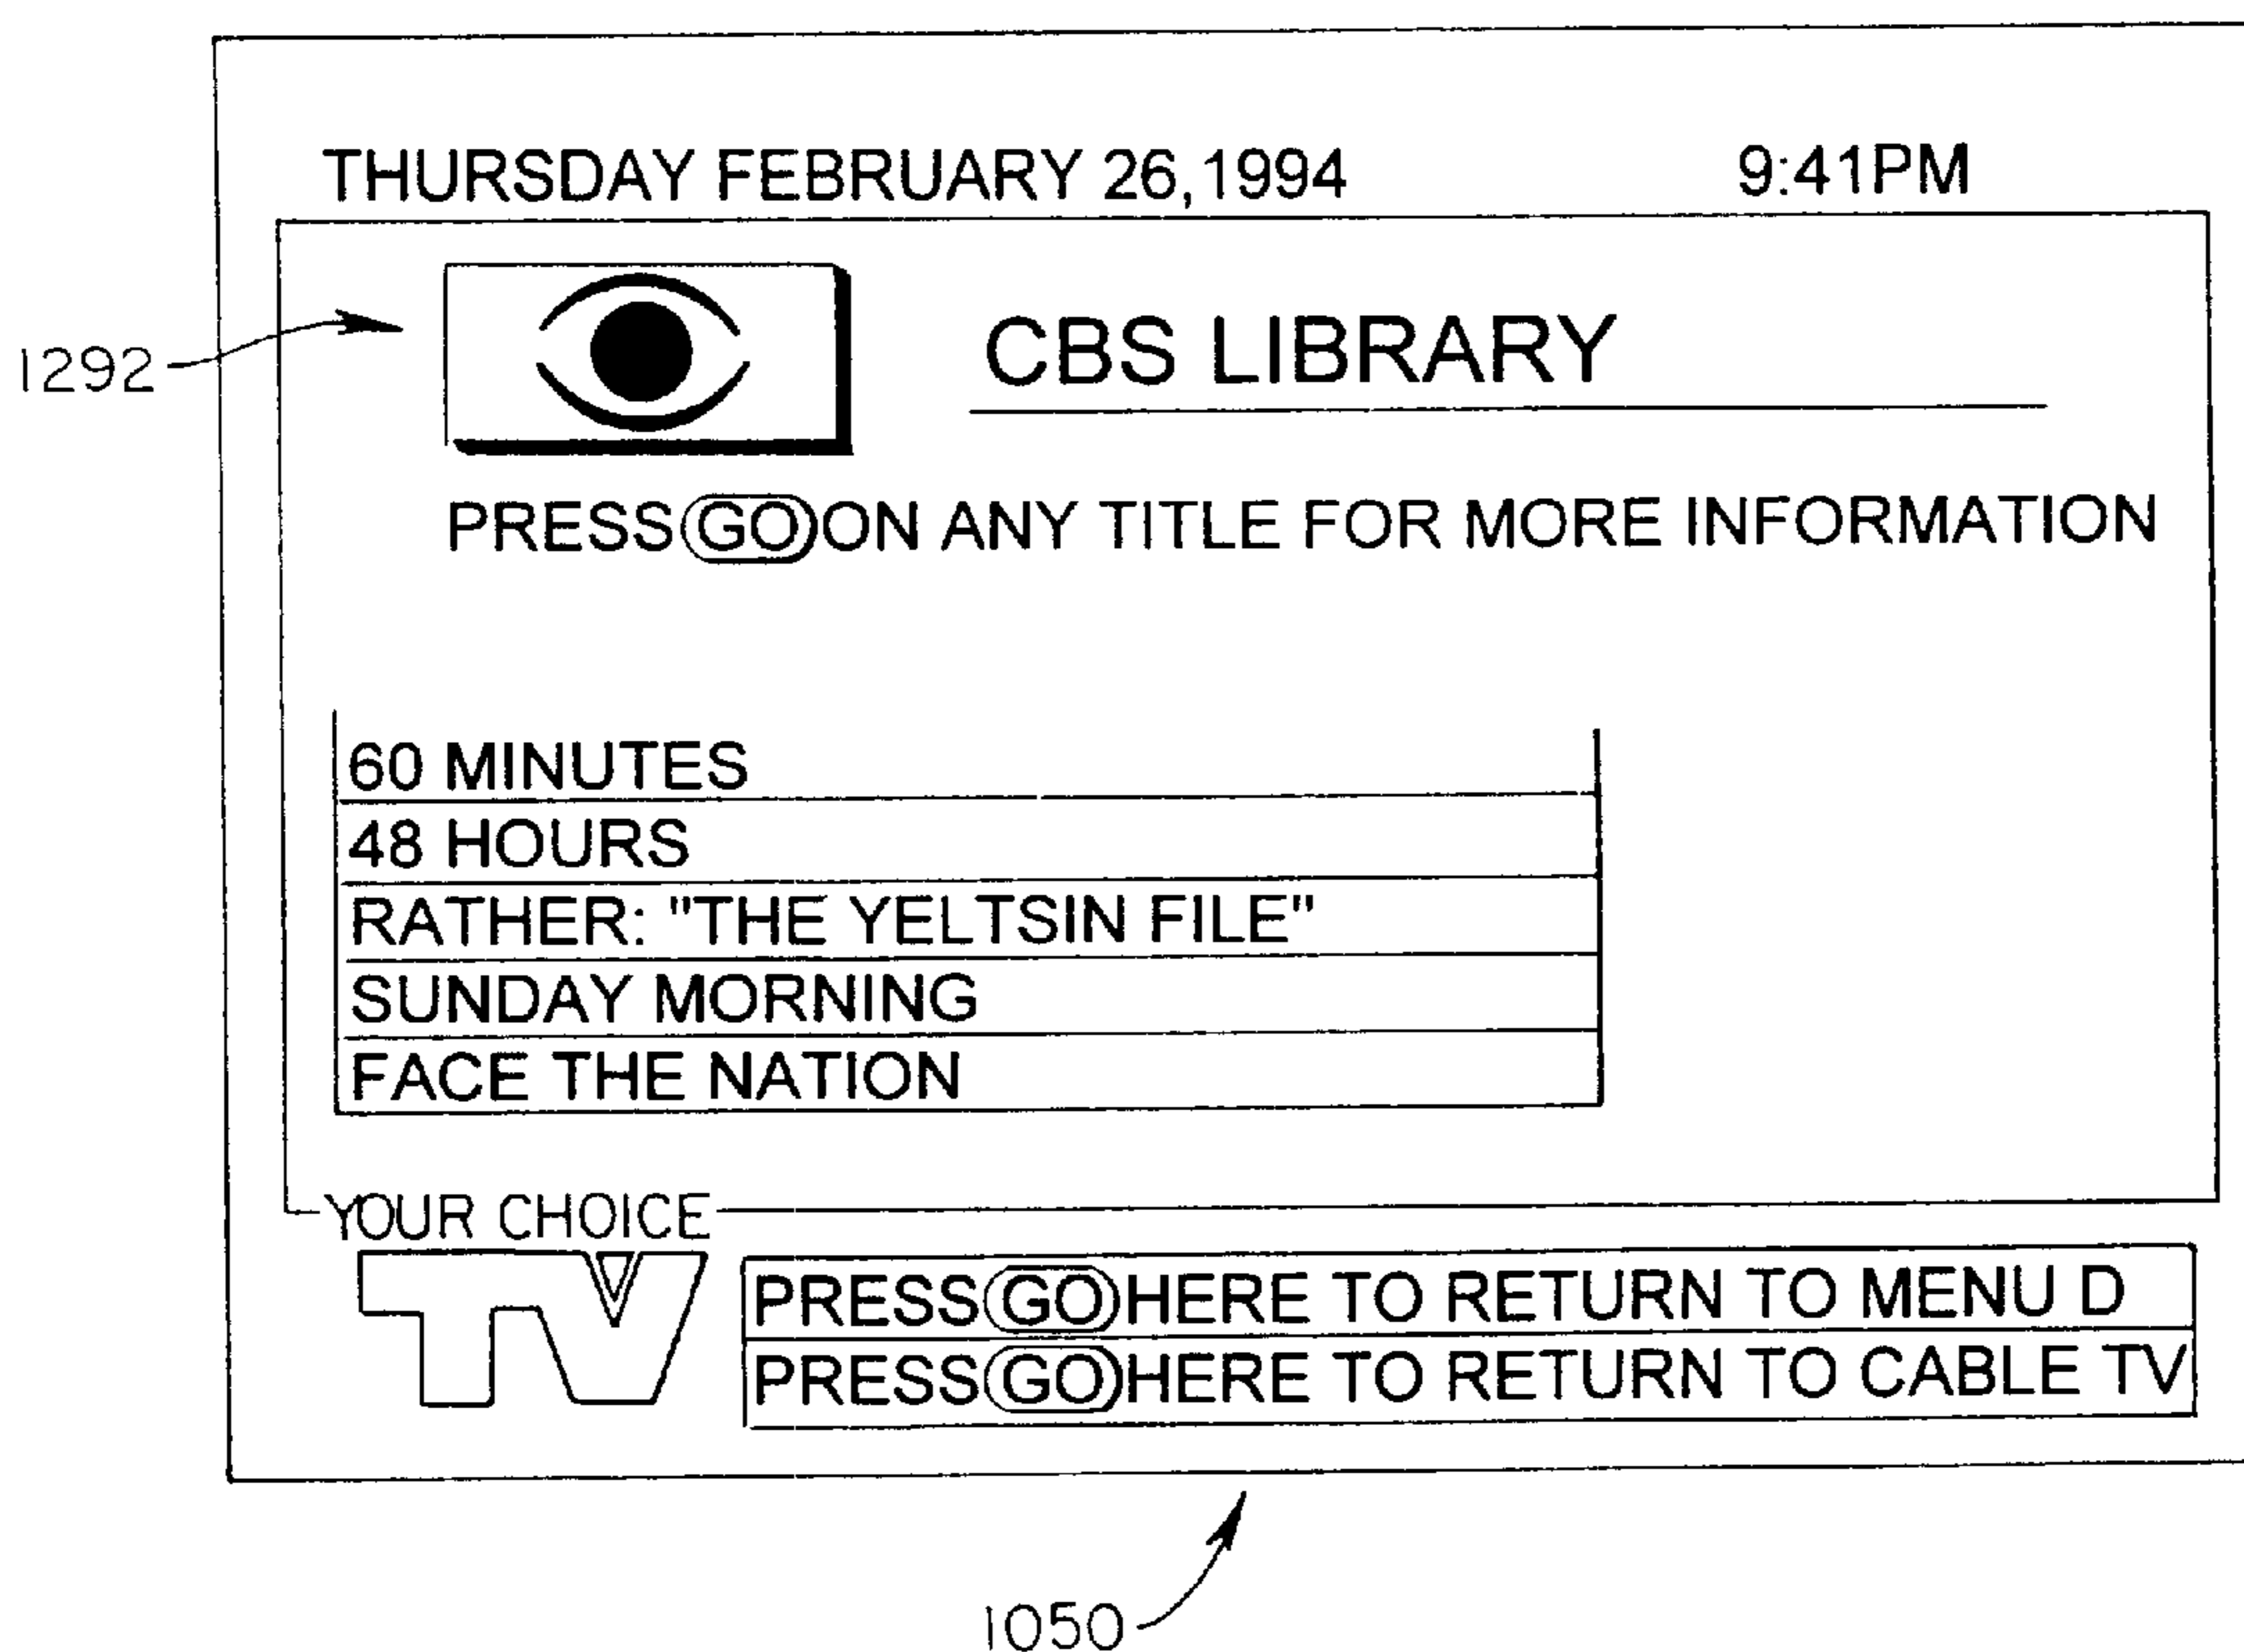 THURSDAY FEBRUARY 26,1994 9:41PM
1292
CBS LIBRARY
PRESS GO ON ANY TITLE FOR MORE INFORMATION
60 MINUTES
48 HOURS
RATHER: "THE YELTSIN FILE"
SUNDAY MORNING
FACE THE NATION
YOUR CHOICE
TV
PRESS GO HERE TO RETURN TO MENU D
PRESS GO HERE TO RETURN TO CABLE TV
1050